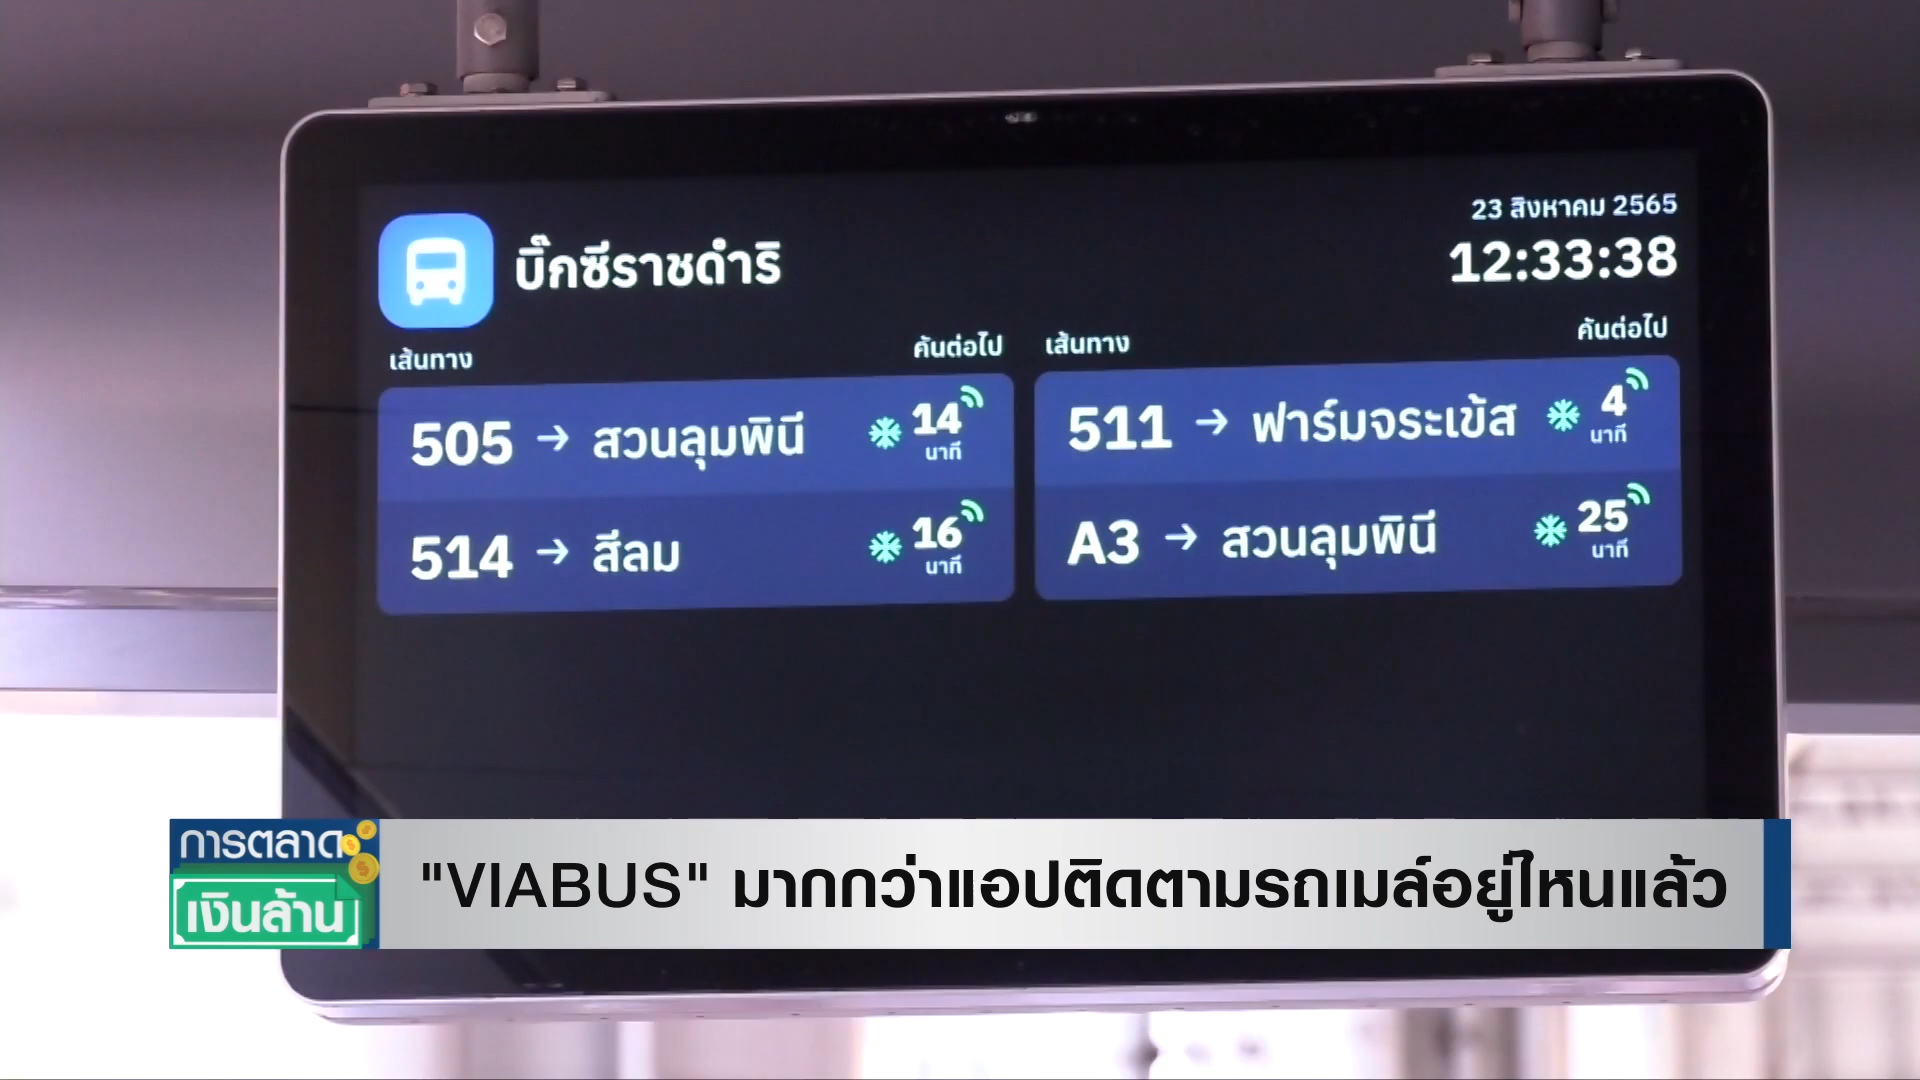 23 สิงหาคม 2565
บิ๊กซีราชดำริ
12:33:38
เส้นทาง คันต่อไป
505 → สวนลุมพินี 14 นาที
514 → สีลม 16 นาที
เส้นทาง คันต่อไป
511 → ฟาร์มจระเข้ส 4 นาที
A3 → สวนลุมพินี 25 นาที
การตลาด
เงินล้าน
"VIABUS" มากกว่าแอปติดตามรถเมล์อยู่ไหนแล้ว